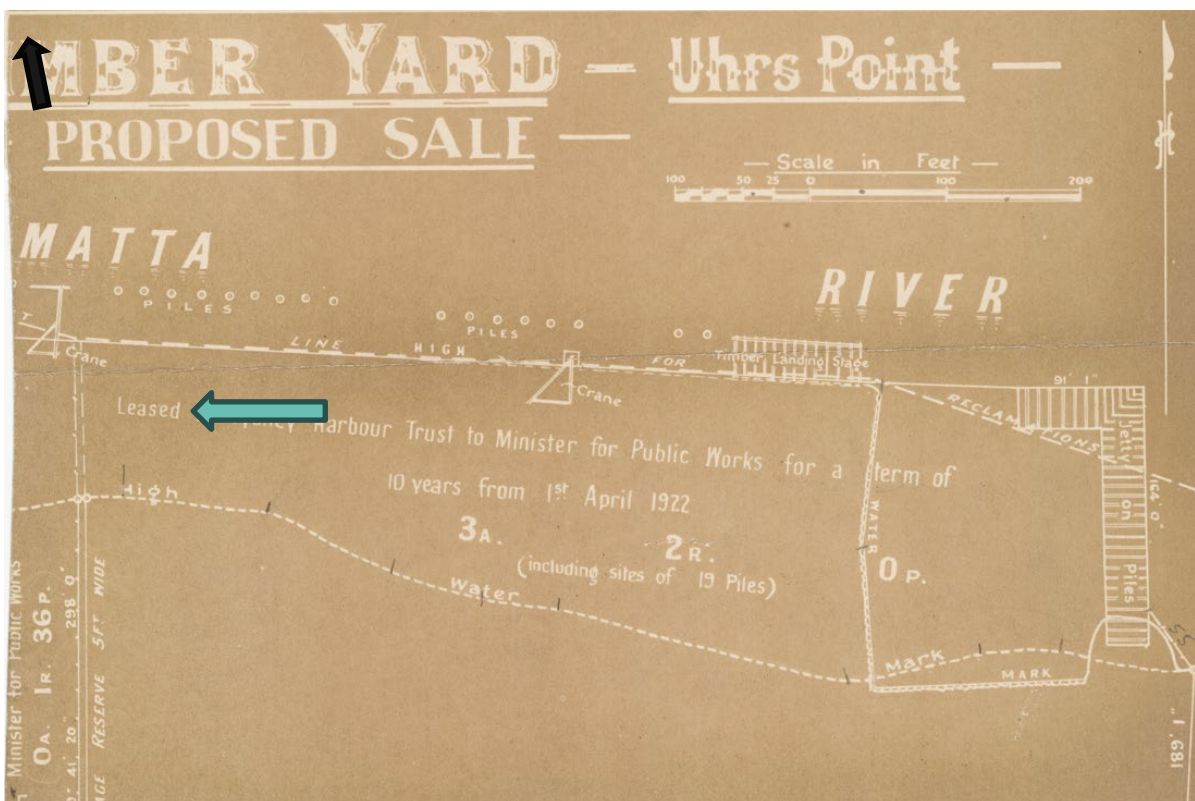 MBER YARD — Uhrs Point —
PROPOSED SALE —
— Scale in Feet —
100 50 25 0 100 200
MATTA
RIVER
PILES
PILES
LINE HIGH FOR
Timber Landing Stage
Crane
Crane
91' 1"
RECLAMATIONS
Leased
Harbour Trust to Minister for Public Works for a term of
10 years from 1st April 1922
3A. 2R. 0P.
(including sites of 19 Piles)
High
Water
Mark
WATER
MARK
Jetty on Piles
164' 0"
Minister for Public Works
0A. 1R. 36P.
298' 0"
41' 20"
RESERVE 5FT WIDE